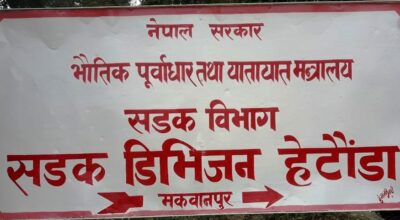 नेपाल सरकार
भौतिक पूर्वाधार तथा यातायात मन्त्रालय
सडक विभाग
सडक डिभिजन हेटौंडा
मकवानपुर